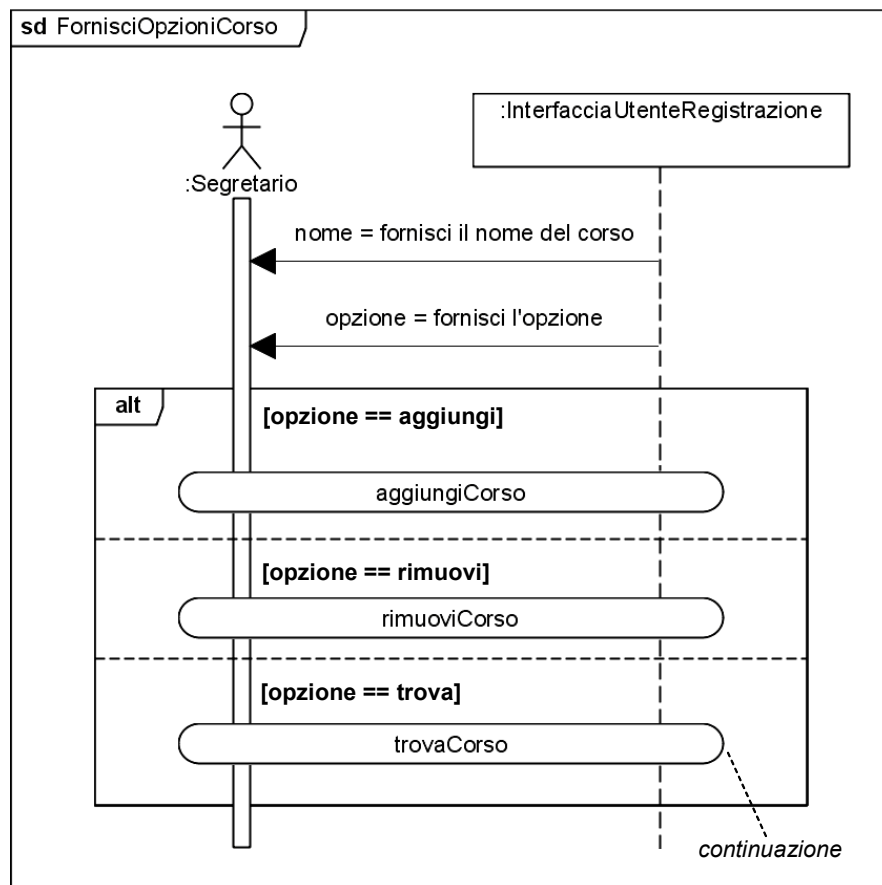 sd FornisciOpzioniCorso
:InterfacciaUtenteRegistrazione
:Segretario
nome = fornisci il nome del corso
opzione = fornisci l'opzione
alt
[opzione == aggiungi]
aggiungiCorso
[opzione == rimuovi]
rimuoviCorso
[opzione == trova]
trovaCorso
continuazione